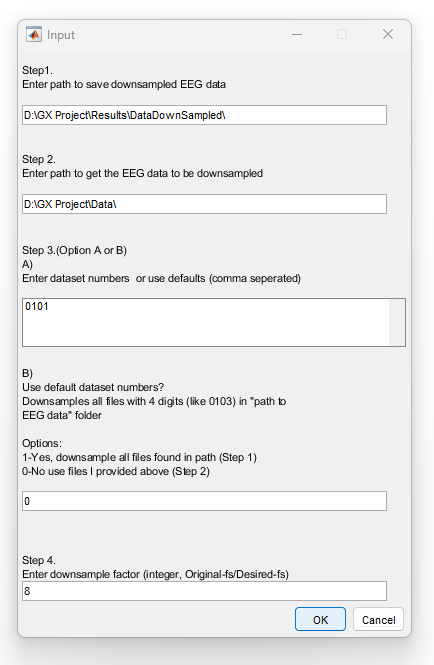 Input
Step1.
Enter path to save downsampled EEG data
D:\GX Project\Results\DataDownSampled\
Step 2.
Enter path to get the EEG data to be downsampled
D:\GX Project\Data\
Step 3.(Option A or B)
A)
Enter dataset numbers  or use defaults (comma seperated)
0101
B)
Use default dataset numbers?
Downsamples all files with 4 digits (like 0103) in "path to
EEG data" folder
Options:
1-Yes, downsample all files found in path (Step 1)
0-No use files I provided above (Step 2)
0
Step 4.
Enter downsample factor (integer, Original-fs/Desired-fs)
8
OK
Cancel